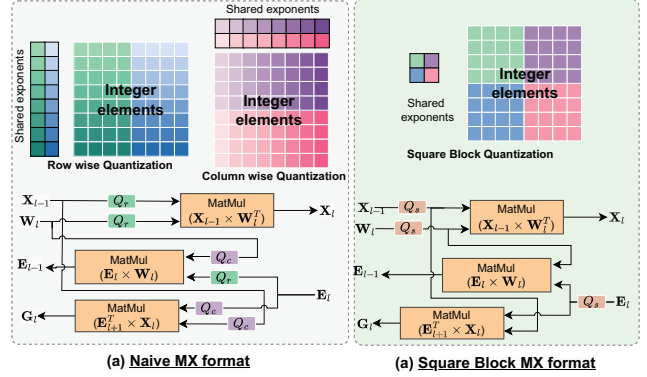 Shared exponents
Shared exponents
Integer
elements
Row wise Quantization
Integer
elements
Column wise Quantization
X_{l-1}
Q_r
W_l
Q_r
MatMul
(X_{l-1} × W_l^T)
X_l
E_{l-1}
MatMul
(E_l × W_l)
Q_c
Q_r
E_l
G_l
MatMul
(E_{l+1}^T × X_l)
Q_c
Q_c
(a) Naive MX format
Shared
exponents
Integer
elements
Square Block Quantization
X_{l-1}
Q_s
W_l
Q_s
MatMul
(X_{l-1} × W_l^T)
X_l
E_{l-1}
MatMul
(E_l × W_l)
Q_s
E_l
G_l
MatMul
(E_{l+1}^T × X_l)
(a) Square Block MX format